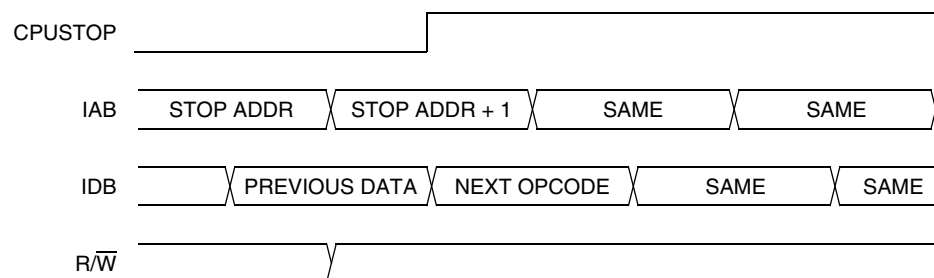 CPUSTOP
IAB STOP ADDR STOP ADDR + 1 SAME SAME
IDB PREVIOUS DATA NEXT OPCODE SAME SAME
R/W̅